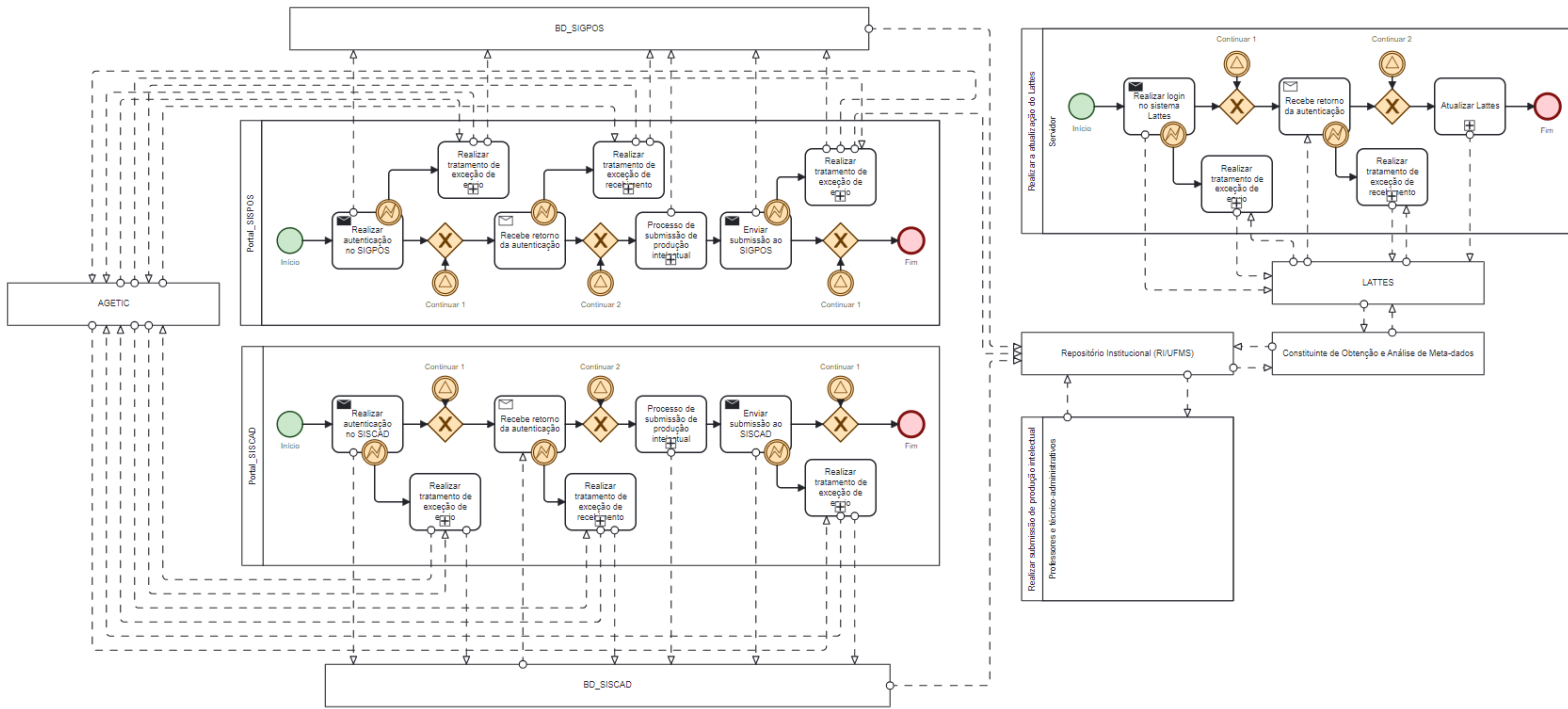 BD_SIGPOS
Portal_SISPOS
Realizar
tratamento de
exceção de
envio
Realizar
tratamento de
exceção de
recebimento
Realizar
tratamento de
exceção de
envio
Início
Realizar
autenticação
no SIGPOS
Recebe retorno
da autenticação
Processo de
submissão de
produção
intelectual
Enviar
submissão ao
SIGPOS
Fim
Continuar 1
Continuar 2
Continuar 1
AGETIC
Portal_SISCAD
Continuar 1
Continuar 2
Continuar 1
Início
Realizar
autenticação
no SISCAD
Recebe retorno
da autenticação
Processo de
submissão de
produção
intelectual
Enviar
submissão ao
SISCAD
Fim
Realizar
tratamento de
exceção de
envio
Realizar
tratamento de
exceção de
recebimento
Realizar
tratamento de
exceção de
envio
BD_SISCAD
Realizar a atualização do Lattes
Servidor
Continuar 1
Continuar 2
Início
Realizar login
no sistema
Lattes
Recebe retorno
da autenticação
Atualizar Lattes
Fim
Realizar
tratamento de
exceção de
envio
Realizar
tratamento de
exceção de
recebimento
LATTES
Repositório Institucional (RI/UFMS)
Constituinte de Obtenção e Análise de Meta-dados
Realizar submissão de produção intelectual
Professores e técnico-administrativos